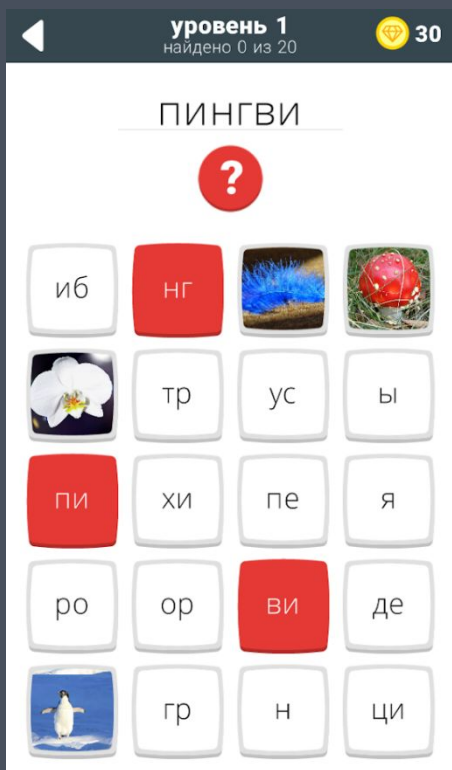 уровень 1
30
найдено 0 из 20
пингви
?
иб нг
тр ус ы
пи хи пе я
ро ор ви де
гр н ци